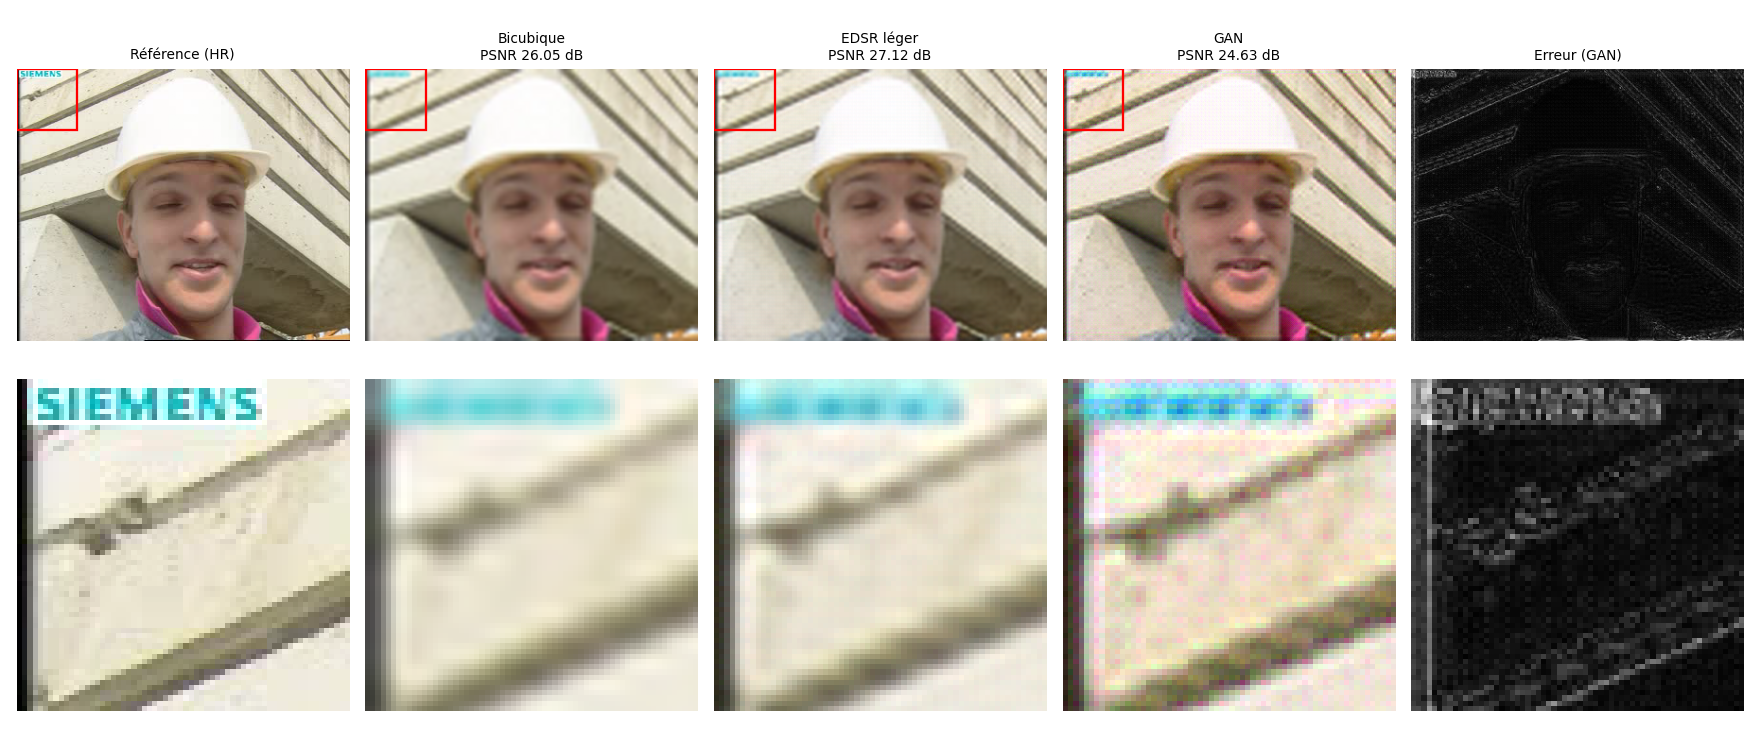 Référence (HR)
Bicubique
PSNR 26.05 dB
EDSR léger
PSNR 27.12 dB
GAN
PSNR 24.63 dB
Erreur (GAN)
SIEMENS
SIEMENS